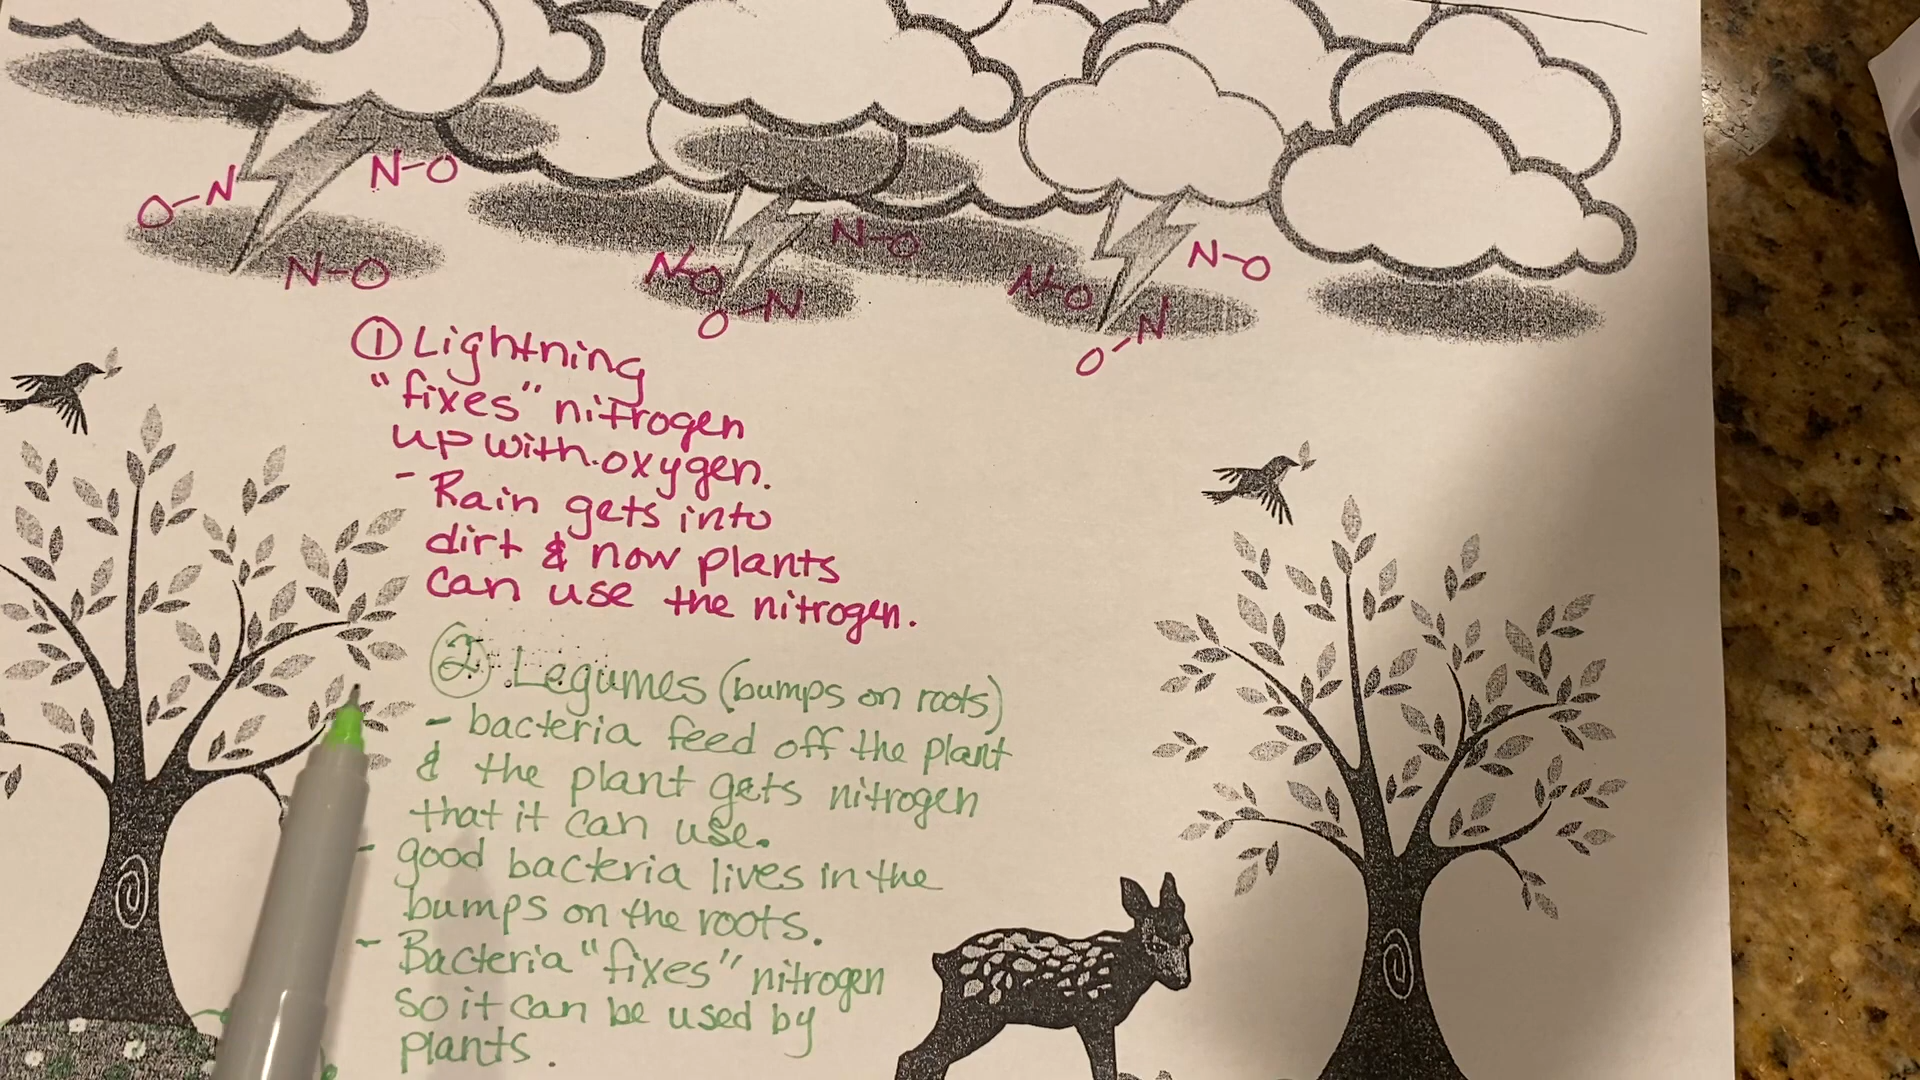 O-N
N-O
N-O
N-O
N-O
O-N
N-O
N-O
O-N
① Lightning
"fixes" nitrogen
up with oxygen.
- Rain gets into
dirt & now plants
can use the nitrogen.
② Legumes (bumps on roots)
- bacteria feed off the plant
& the plant gets nitrogen
that it can use.
- good bacteria lives in the
bumps on the roots.
- Bacteria "fixes" nitrogen
so it can be used by
plants.